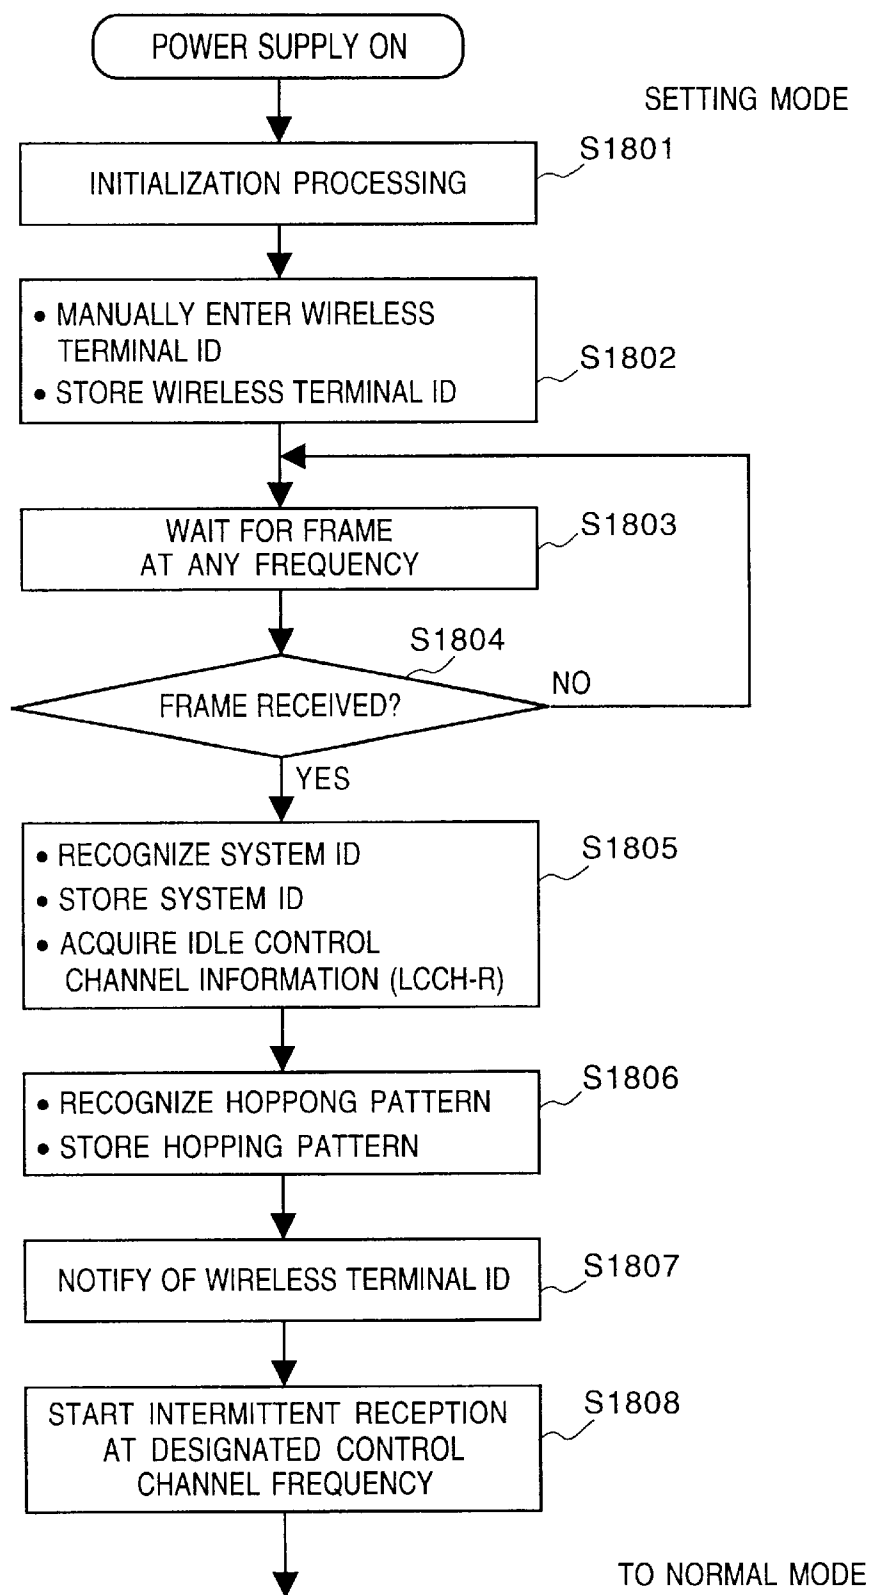 POWER SUPPLY ON
SETTING MODE
S1801
INITIALIZATION PROCESSING
• MANUALLY ENTER WIRELESS
TERMINAL ID
• STORE WIRELESS TERMINAL ID
S1802
WAIT FOR FRAME
AT ANY FREQUENCY
S1803
S1804
FRAME RECEIVED?
NO
YES
• RECOGNIZE SYSTEM ID
• STORE SYSTEM ID
• ACQUIRE IDLE CONTROL
CHANNEL INFORMATION (LCCH-R)
S1805
• RECOGNIZE HOPPONG PATTERN
• STORE HOPPING PATTERN
S1806
NOTIFY OF WIRELESS TERMINAL ID
S1807
START INTERMITTENT RECEPTION
AT DESIGNATED CONTROL
CHANNEL FREQUENCY
S1808
TO NORMAL MODE